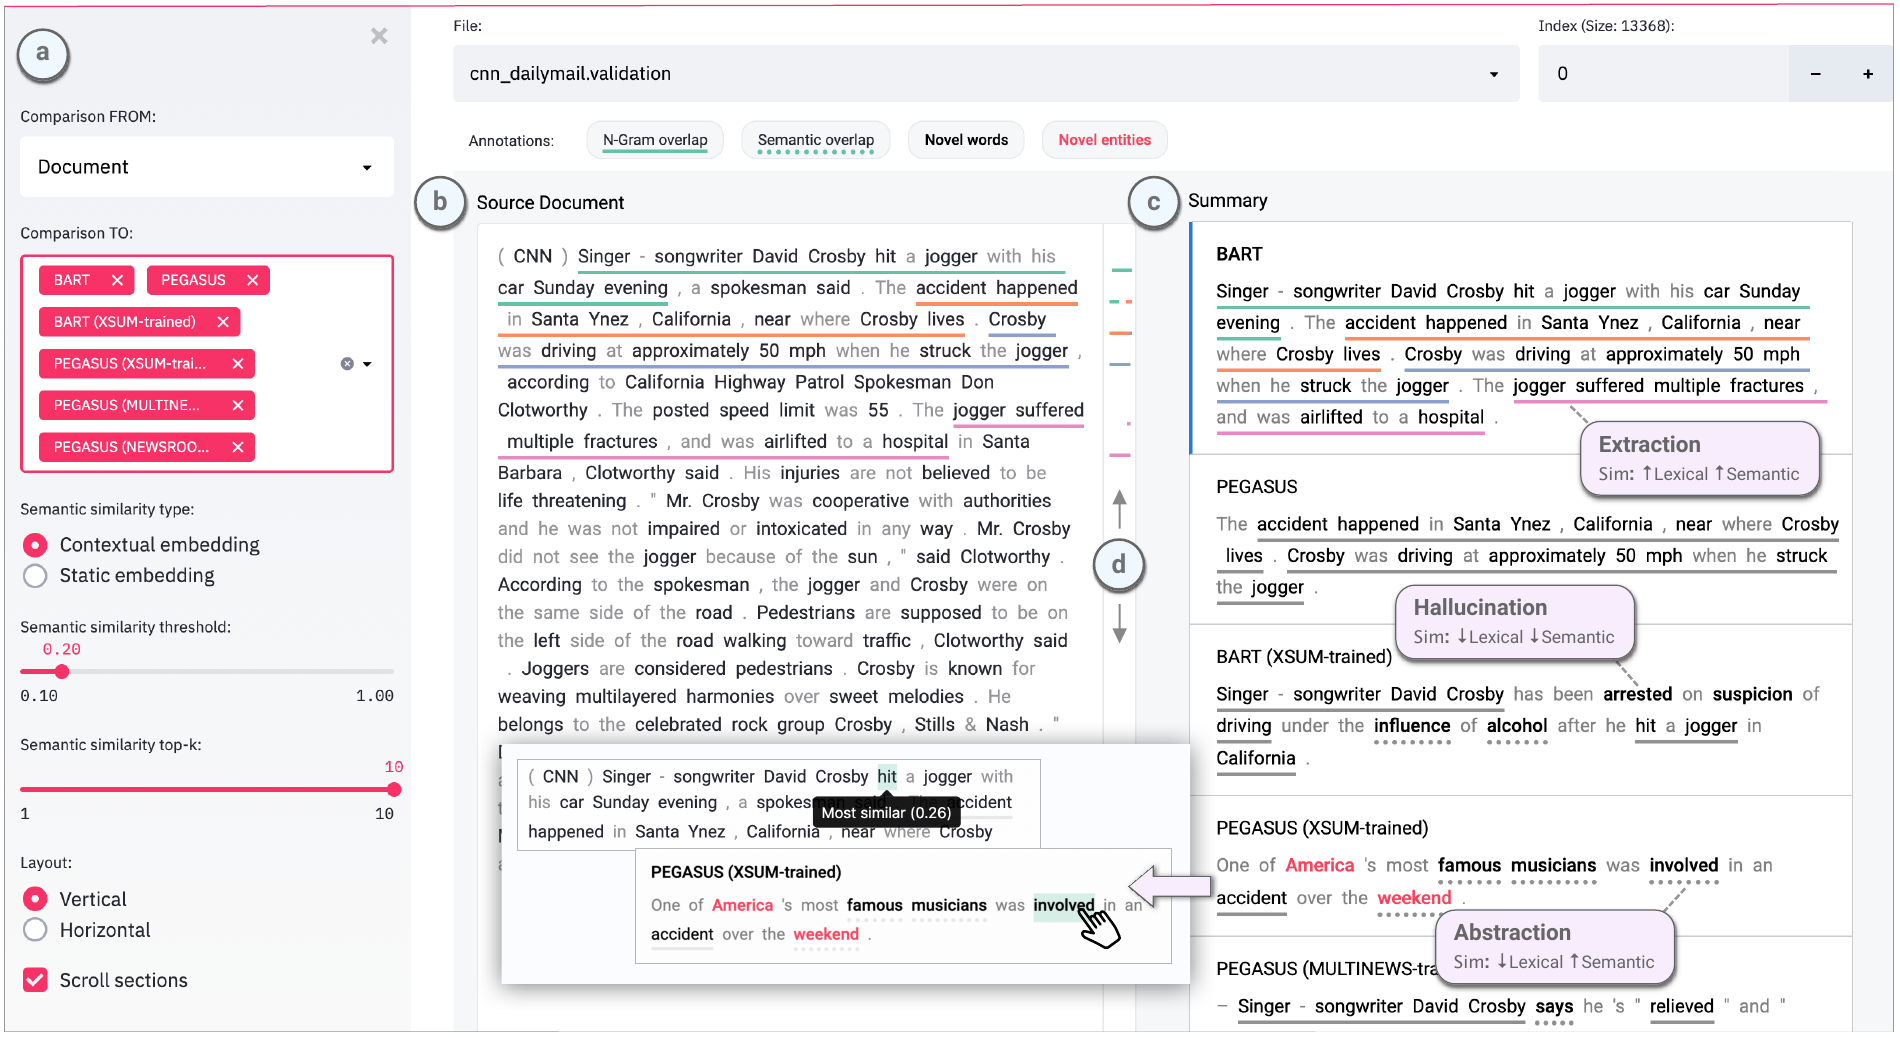 a
Comparison FROM:
Document
Comparison TO:
BART ×
PEGASUS ×
BART (XSUM-trained) ×
PEGASUS (XSUM-trai... ×
PEGASUS (MULTINE... ×
PEGASUS (NEWSROO... ×
Semantic similarity type:
Contextual embedding
Static embedding
Semantic similarity threshold:
0.20
0.10 1.00
Semantic similarity top-k:
10
1 10
Layout:
Vertical
Horizontal
Scroll sections
File:
cnn_dailymail.validation
Index (Size: 13368):
0 − +
Annotations: N-Gram overlap Semantic overlap Novel words Novel entities
b
Source Document
( CNN ) Singer - songwriter David Crosby hit a jogger with his
car Sunday evening , a spokesman said . The accident happened
in Santa Ynez , California , near where Crosby lives . Crosby
was driving at approximately 50 mph when he struck the jogger ,
according to California Highway Patrol Spokesman Don
Clotworthy . The posted speed limit was 55 . The jogger suffered
multiple fractures , and was airlifted to a hospital in Santa
Barbara , Clotworthy said . His injuries are not believed to be
life threatening . " Mr. Crosby was cooperative with authorities
and he was not impaired or intoxicated in any way . Mr. Crosby
did not see the jogger because of the sun , " said Clotworthy .
According to the spokesman , the jogger and Crosby were on
the same side of the road . Pedestrians are supposed to be on
the left side of the road walking toward traffic , Clotworthy said
. Joggers are considered pedestrians . Crosby is known for
weaving multilayered harmonies over sweet melodies . He
belongs to the celebrated rock group Crosby , Stills & Nash . "
( CNN ) Singer - songwriter David Crosby hit a jogger with
his car Sunday evening , a spokesman said . The accident
Most similar (0.26)
happened in Santa Ynez , California , near where Crosby
PEGASUS (XSUM-trained)
One of America 's most famous musicians was involved in an
accident over the weekend .
d
c
Summary
BART
Singer - songwriter David Crosby hit a jogger with his car Sunday
evening . The accident happened in Santa Ynez , California , near
where Crosby lives . Crosby was driving at approximately 50 mph
when he struck the jogger . The jogger suffered multiple fractures ,
and was airlifted to a hospital .
Extraction
Sim: ↑Lexical ↑Semantic
PEGASUS
The accident happened in Santa Ynez , California , near where Crosby
lives . Crosby was driving at approximately 50 mph when he struck
the jogger .
Hallucination
Sim: ↓Lexical ↓Semantic
BART (XSUM-trained)
Singer - songwriter David Crosby has been arrested on suspicion of
driving under the influence of alcohol after he hit a jogger in
California .
PEGASUS (XSUM-trained)
One of America 's most famous musicians was involved in an
accident over the weekend .
Abstraction
Sim: ↓Lexical ↑Semantic
PEGASUS (MULTINEWS-tra
– Singer - songwriter David Crosby says he 's " relieved " and "